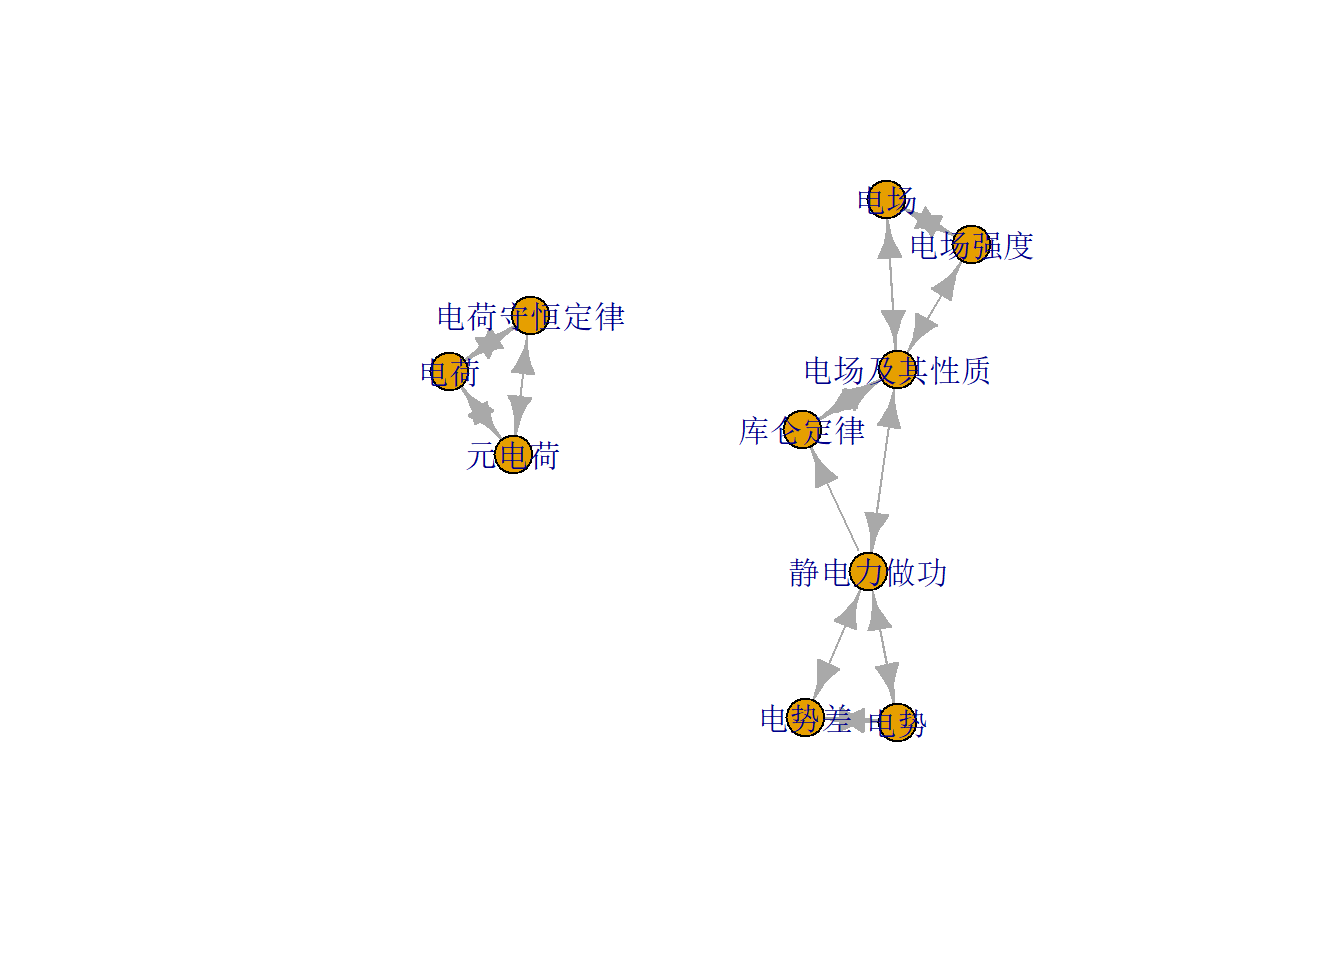 电场
电场强度
电荷守恒定律
电荷
电场及其性质
库仑定律
元电荷
静电力做功
电势差
电势